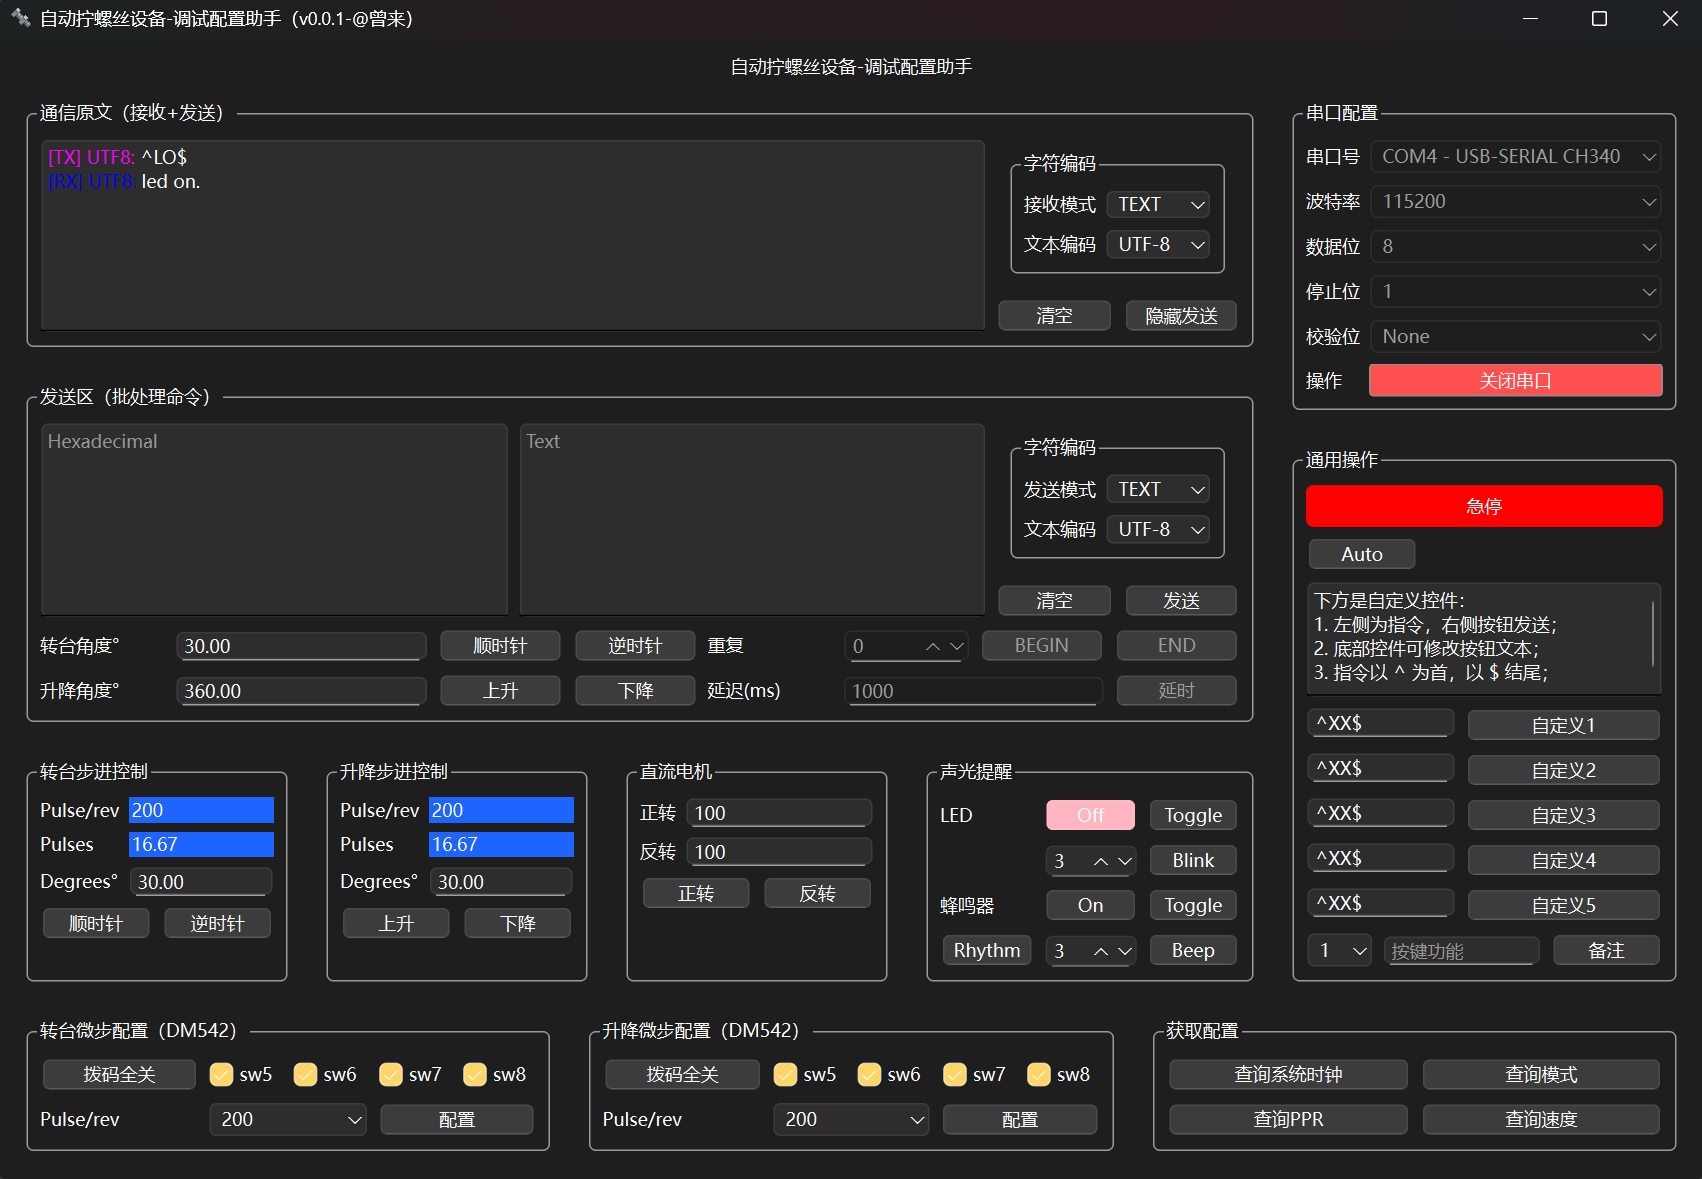 自动拧螺丝设备-调试配置助手（v0.0.1-@曾未）
自动拧螺丝设备-调试配置助手
通信原文（接收+发送）
[TX] UTF8: ^LO$
[RX] UTF8: led on.
字符编码
接收模式 TEXT
文本编码 UTF-8
清空 隐藏发送
发送区（批处理命令）
Hexadecimal
Text
字符编码
发送模式 TEXT
文本编码 UTF-8
清空 发送
转台角度° 30.00 顺时针 逆时针 重复 0 BEGIN END
升降角度° 360.00 上升 下降 延迟(ms) 1000 延时
串口配置
串口号 COM4 - USB-SERIAL CH340
波特率 115200
数据位 8
停止位 1
校验位 None
操作 关闭串口
通用操作
急停
Auto
下方是自定义控件：
1. 左侧为指令，右侧按钮发送；
2. 底部控件可修改按钮文本；
3. 指令以 ^ 为首，以 $ 结尾；
^XX$ 自定义1
^XX$ 自定义2
^XX$ 自定义3
^XX$ 自定义4
^XX$ 自定义5
1 按键功能 备注
转台步进控制
Pulse/rev 200
Pulses 16.67
Degrees° 30.00
顺时针 逆时针
升降步进控制
Pulse/rev 200
Pulses 16.67
Degrees° 30.00
上升 下降
直流电机
正转 100
反转 100
正转 反转
声光提醒
LED Off Toggle
3 Blink
蜂鸣器 On Toggle
Rhythm 3 Beep
转台微步配置（DM542）
拨码全关 sw5 sw6 sw7 sw8
Pulse/rev 200 配置
升降微步配置（DM542）
拨码全关 sw5 sw6 sw7 sw8
Pulse/rev 200 配置
获取配置
查询系统时钟 查询模式
查询PPR 查询速度